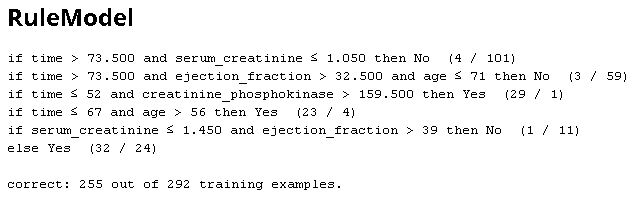 RuleModel
if time > 73.500 and serum_creatinine ≤ 1.050 then No  (4 / 101)
if time > 73.500 and ejection_fraction > 32.500 and age ≤ 71 then No  (3 / 59)
if time ≤ 52 and creatinine_phosphokinase > 159.500 then Yes  (29 / 1)
if time ≤ 67 and age > 56 then Yes  (23 / 4)
if serum_creatinine ≤ 1.450 and ejection_fraction > 39 then No  (1 / 11)
else Yes  (32 / 24)
correct: 255 out of 292 training examples.